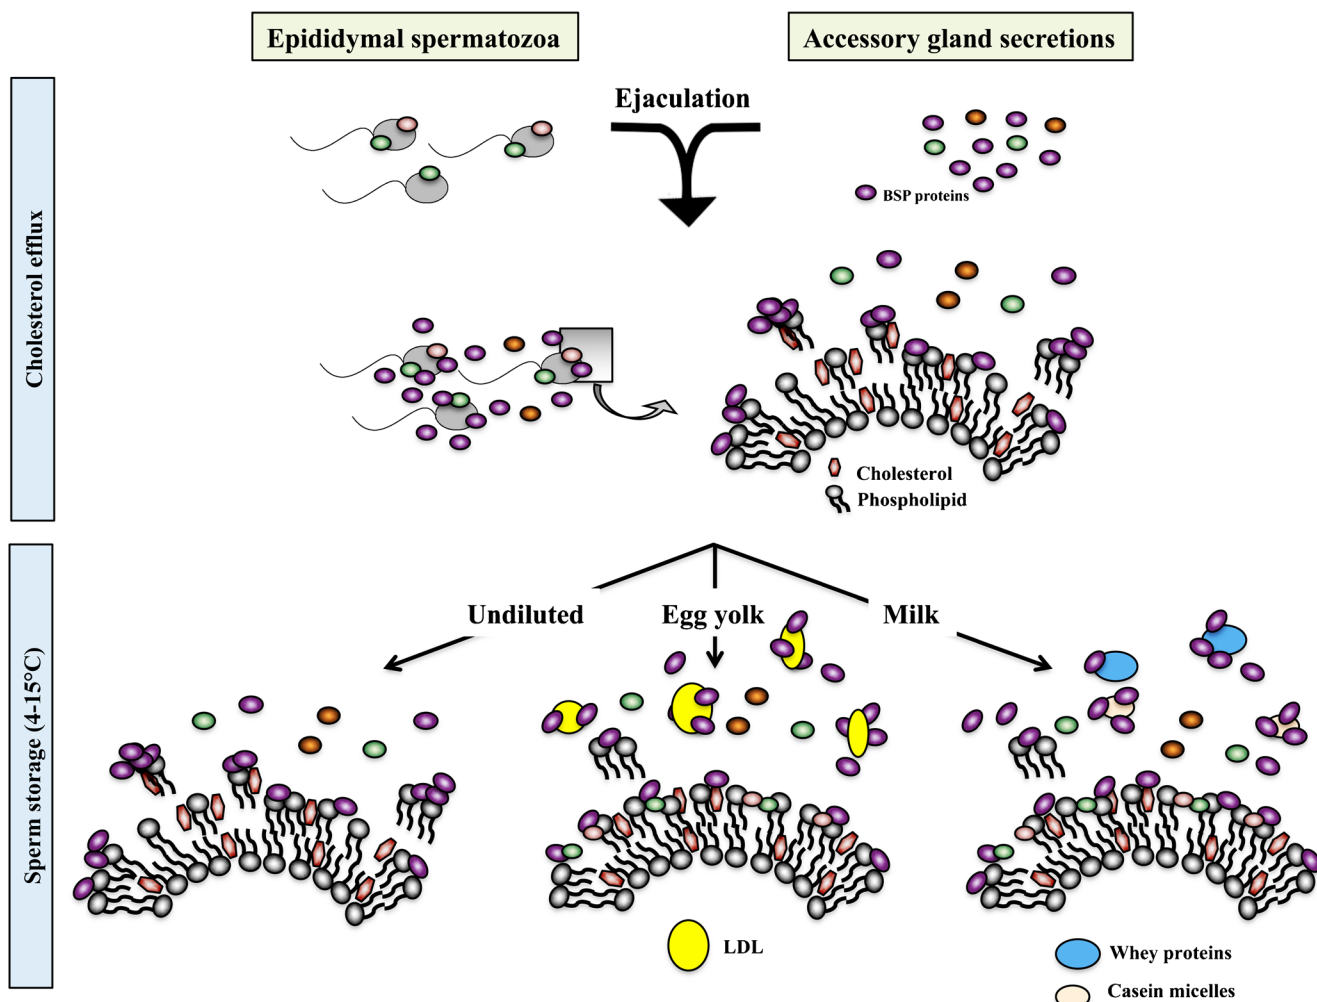 Epididymal spermatozoa
Accessory gland secretions
Cholesterol efflux
Ejaculation
BSP proteins
Cholesterol
Phospholipid
Sperm storage (4-15°C)
Undiluted
Egg yolk
Milk
LDL
Whey proteins
Casein micelles